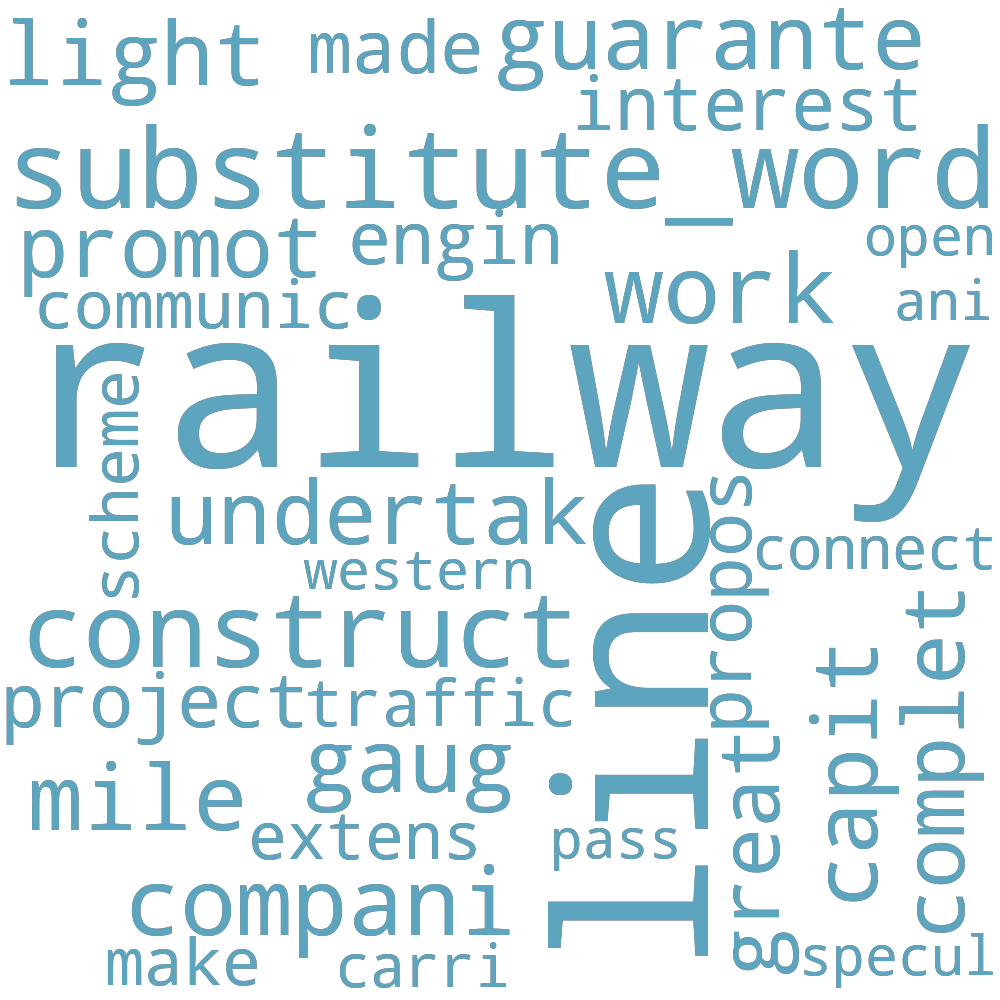 light
made
guarante
interest
substitute_word
promot
engin
open
communic
work
ani
railway
scheme
undertak
line
propos
western
connect
construct
complet
project
traffic
capit
gaug
great
mile
extens
pass
compani
make
carri
specul